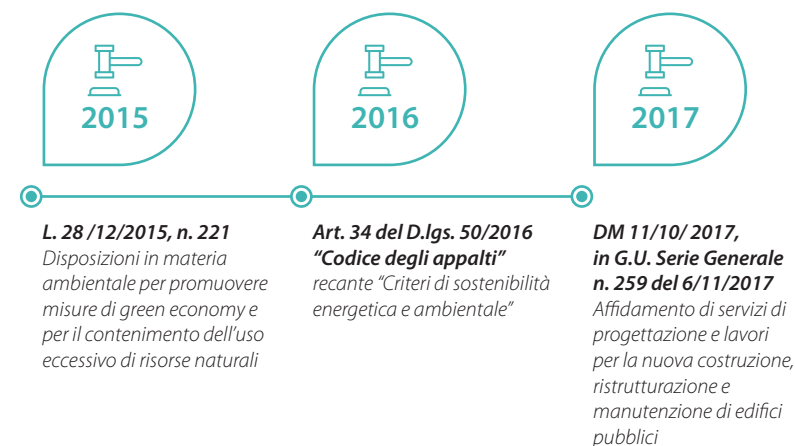 2015
L. 28 /12/2015, n. 221
Disposizioni in materia
ambientale per promuovere
misure di green economy e
per il contenimento dell’uso
eccessivo di risorse naturali
2016
Art. 34 del D.lgs. 50/2016
“Codice degli appalti”
recante “Criteri di sostenibilità
energetica e ambientale”
2017
DM 11/10/ 2017,
in G.U. Serie Generale
n. 259 del 6/11/2017
Affidamento di servizi di
progettazione e lavori
per la nuova costruzione,
ristrutturazione e
manutenzione di edifici
pubblici